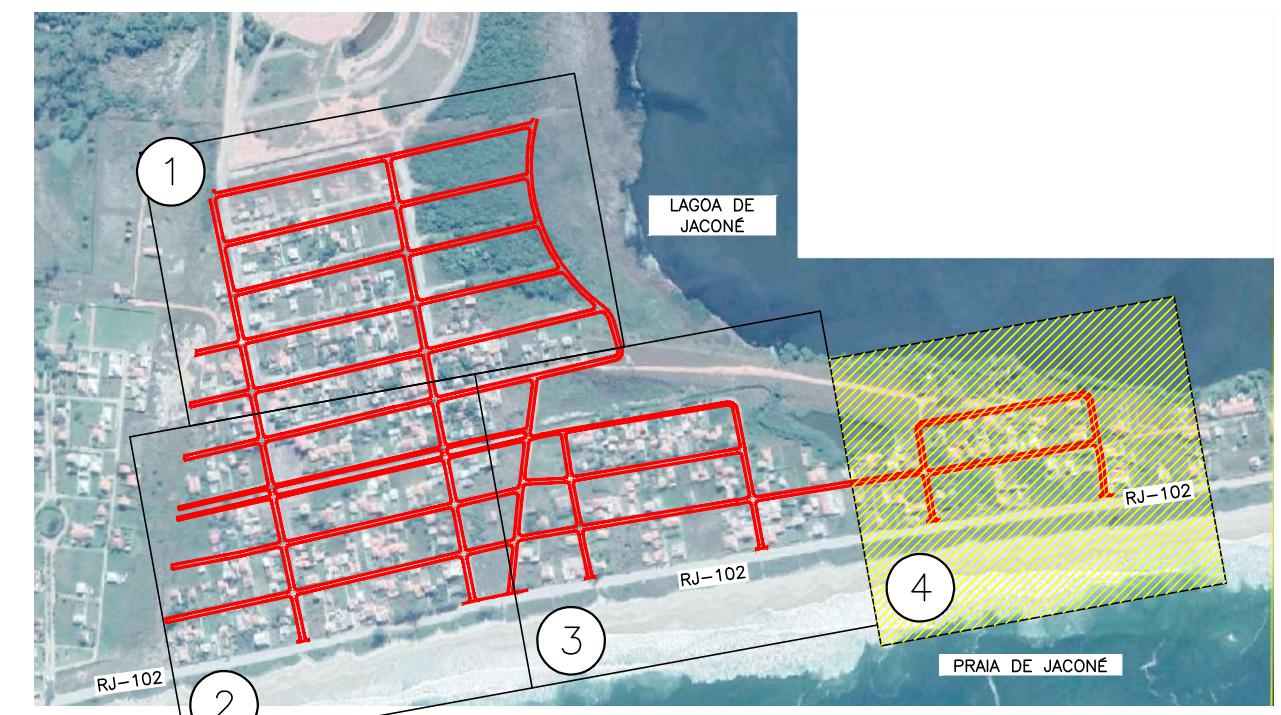 1
LAGOA DE
JACONÉ
RJ-102
RJ-102
4
3
PRAIA DE JACONÉ
RJ-102
2